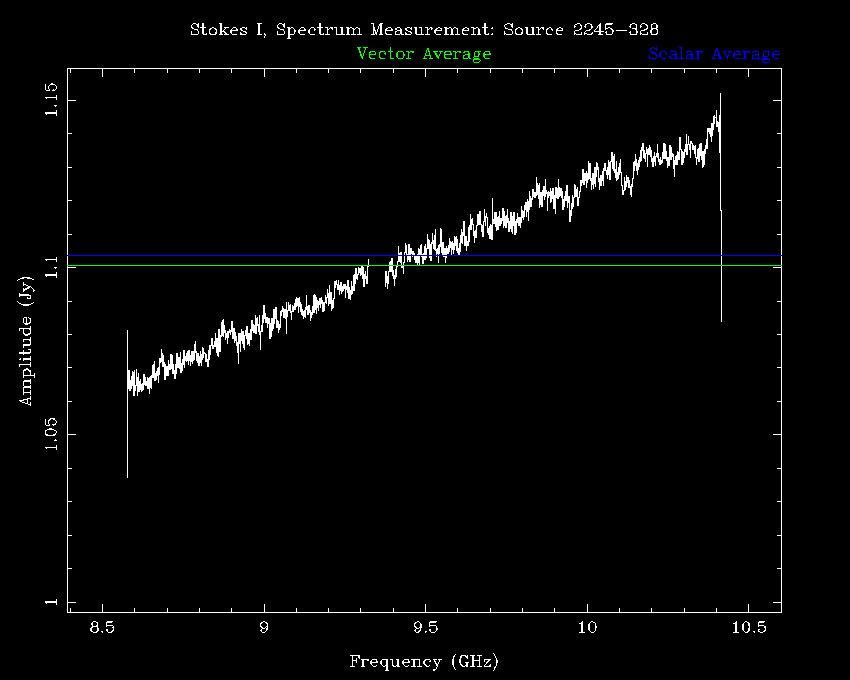 Stokes I, Spectrum Measurement: Source 2245−328
Vector Average Scalar Average
1.15
1.1
1.05
1
Amplitude (Jy)
8.5 9 9.5 10 10.5
Frequency (GHz)